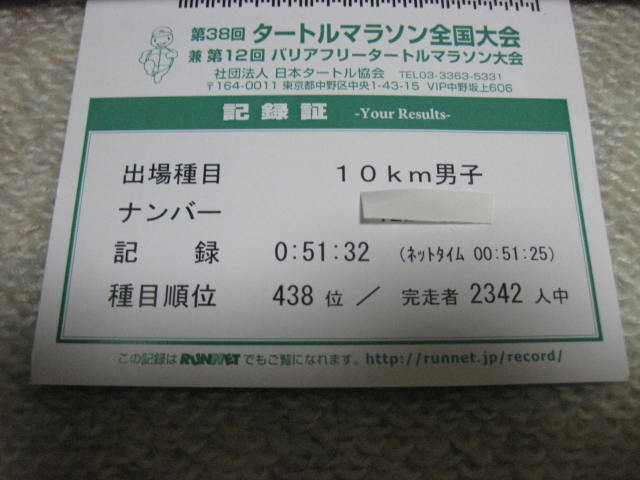 第38回 タートルマラソン全国大会
兼 第12回 バリアフリータートルマラソン大会
社団法人 日本タートル協会 TEL03-3363-5331
〒164-0011 東京都中野区中央1-43-15 VIP中野坂上606
記録証 -Your Results-
出場種目 10km男子
ナンバー
記録 0:51:32 (ネットタイム 00:51:25)
種目順位 438 位 / 完走者 2342 人中
この記録は RUNNET でもご覧になれます。http://runnet.jp/record/